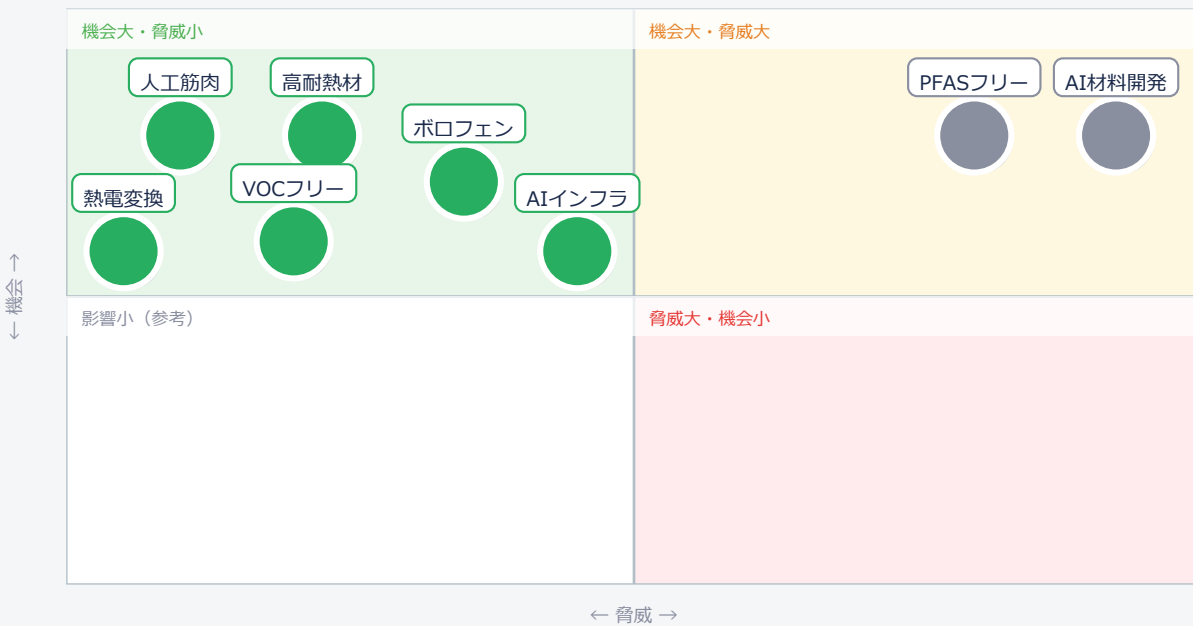 機会大・脅威小
機会大・脅威大
人工筋肉
高耐熱材
PFASフリー
AI材料開発
ボロフェン
VOCフリー
熱電変換
AIインフラ
← 機会 →
影響小（参考）
脅威大・機会小
← 脅威 →